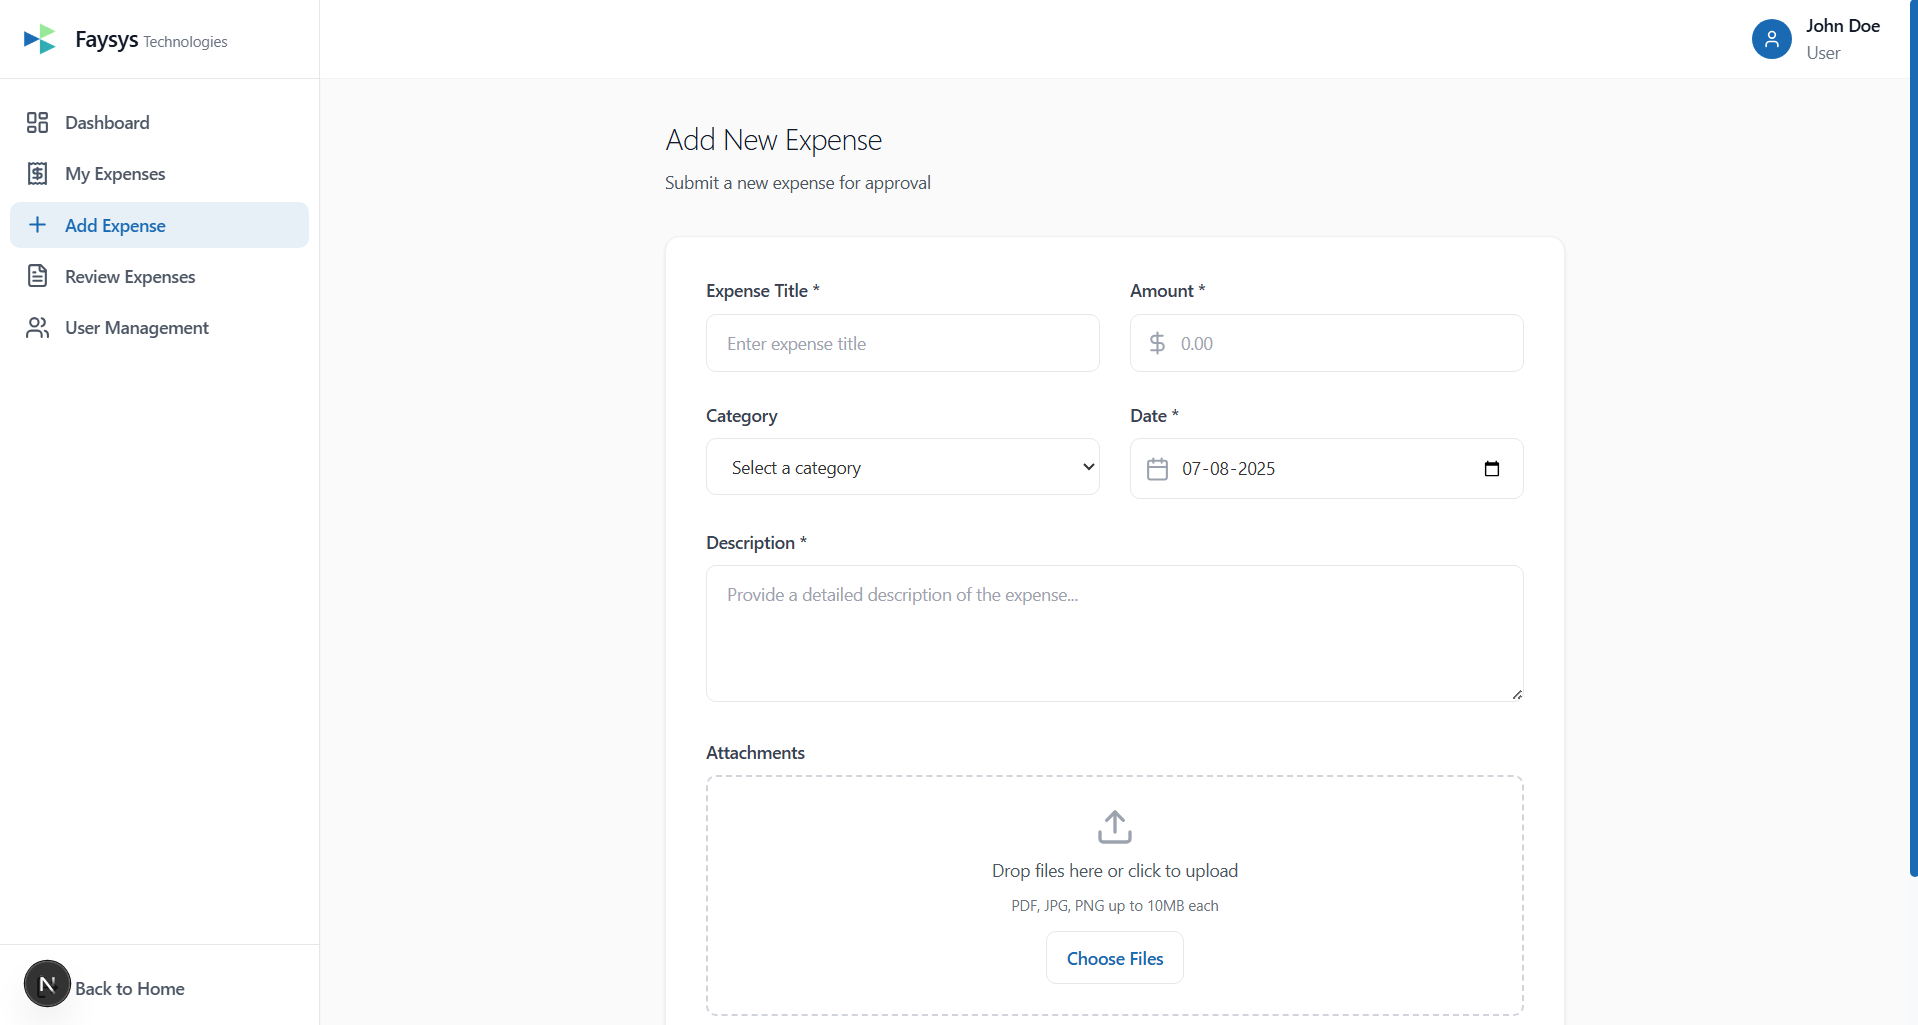 Faysys Technologies
John Doe
User
Dashboard
My Expenses
Add Expense
Review Expenses
User Management
Add New Expense
Submit a new expense for approval
Expense Title *
Amount *
Enter expense title
$ 0.00
Category
Date *
Select a category
07-08-2025
Description *
Provide a detailed description of the expense...
Attachments
Drop files here or click to upload
PDF, JPG, PNG up to 10MB each
Choose Files
N
Back to Home